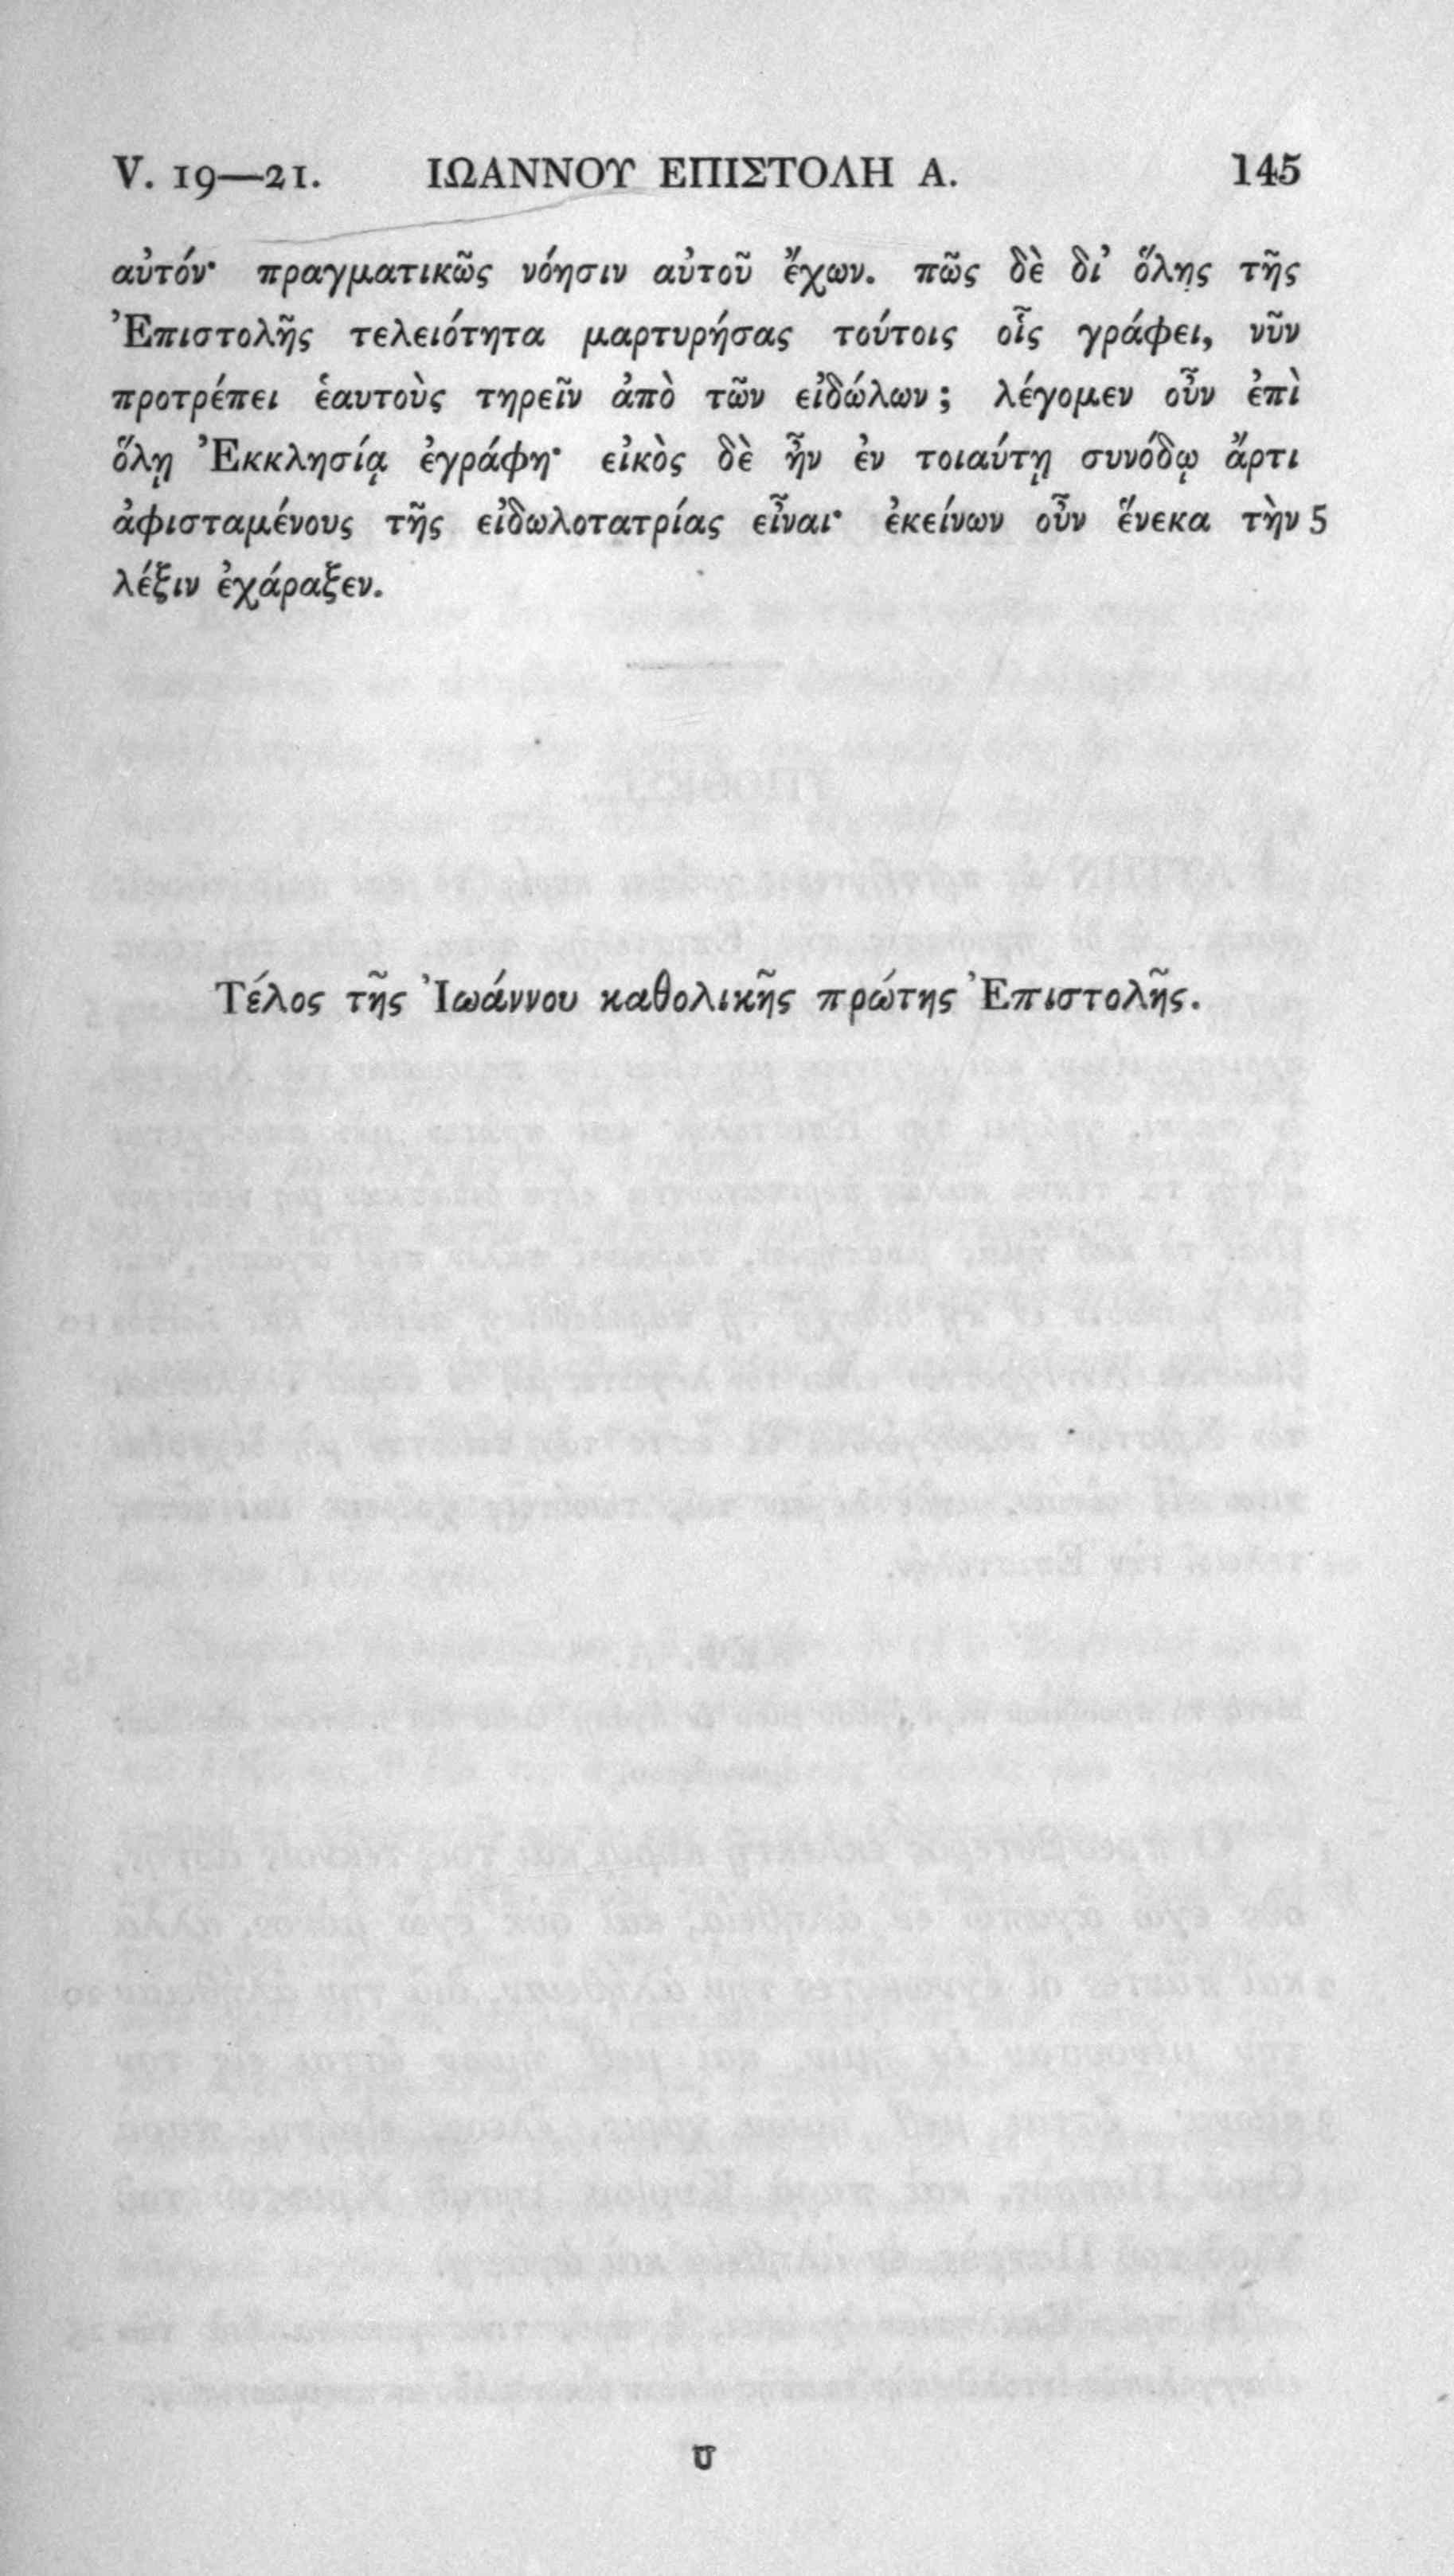 V. 19—21. ΙΩΑΝΝΟΥ ΕΠΙΣΤΟΛΗ Α. 145
αὐτόν· πραγματικῶς νόησιν αὐτοῦ ἔχων. πῶς δὲ δι’ ὅλης τῆς
Ἐπιστολῆς τελειότητα μαρτυρήσας τούτοις οἷς γράφει, νῦν
προτρέπει ἑαυτοὺς τηρεῖν ἀπὸ τῶν εἰδώλων; λέγομεν οὖν ἐπὶ
ὅλῃ Ἐκκλησίᾳ ἐγράφη· εἰκὸς δὲ ἦν ἐν τοιαύτῃ συνόδῳ ἄρτι
ἀφισταμένους τῆς εἰδωλοτατρίας εἶναι· ἐκείνων οὖν ἕνεκα τὴν 5
λέξιν ἐχάραξεν.
Τέλος τῆς Ἰωάννου καθολικῆς πρώτης Ἐπιστολῆς.
U